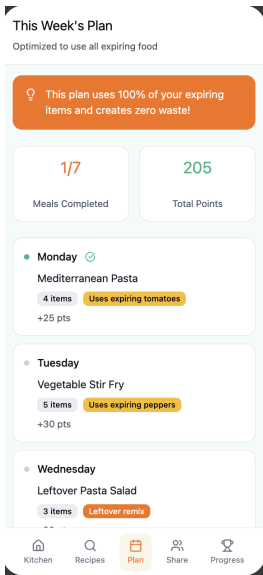 This Week's Plan
Optimized to use all expiring food
This plan uses 100% of your expiring
items and creates zero waste!
1/7
Meals Completed
205
Total Points
Monday
Mediterranean Pasta
4 items
Uses expiring tomatoes
+25 pts
Tuesday
Vegetable Stir Fry
5 items
Uses expiring peppers
+30 pts
Wednesday
Leftover Pasta Salad
3 items
Leftover remix
Kitchen
Recipes
Plan
Share
Progress